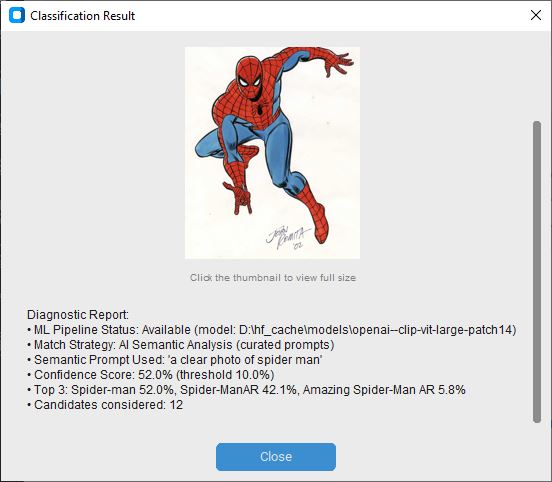 Classification Result
JOHN
ROMITA
'02
Click the thumbnail to view full size
Diagnostic Report:
• ML Pipeline Status: Available (model: D:\hf_cache\models\openai--clip-vit-large-patch14)
• Match Strategy: AI Semantic Analysis (curated prompts)
• Semantic Prompt Used: 'a clear photo of spider man'
• Confidence Score: 52.0% (threshold 10.0%)
• Top 3: Spider-man 52.0%, Spider-ManAR 42.1%, Amazing Spider-Man AR 5.8%
• Candidates considered: 12
Close